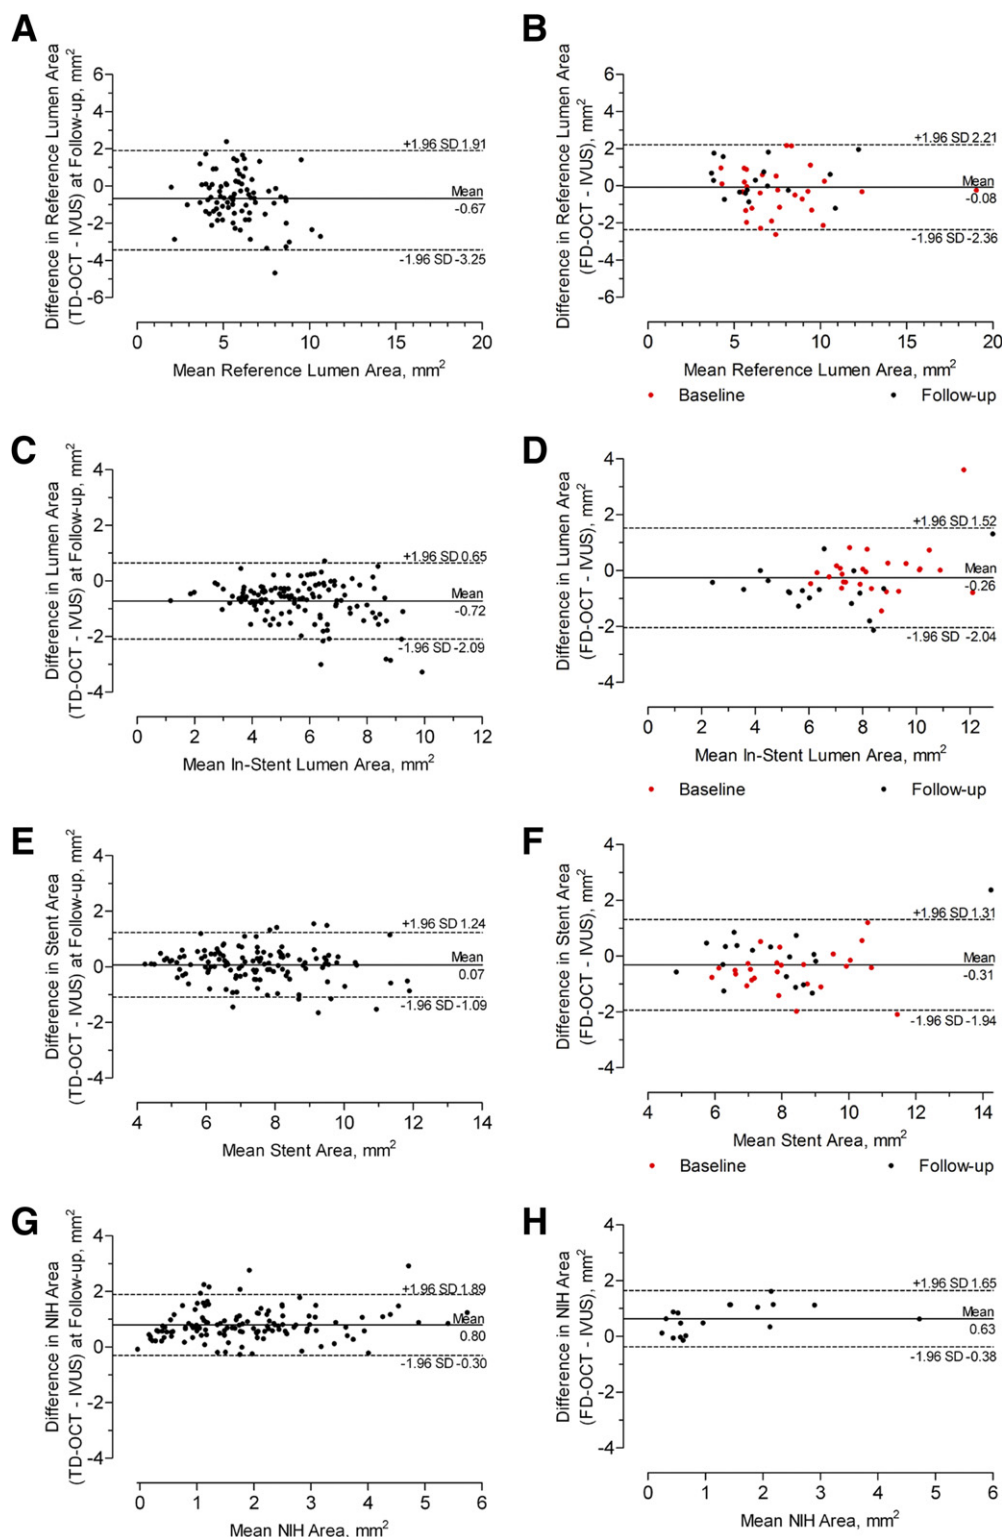 A
Difference in Reference Lumen Area
(TD-OCT - IVUS) at Follow-up, mm²
6
4
2
0
-2
-4
-6
+1.96 SD 1.91
Mean
-0.67
-1.96 SD -3.25
0 5 10 15 20
Mean Reference Lumen Area, mm²
B
Difference in Reference Lumen Area
(FD-OCT - IVUS), mm²
6
4
2
0
-2
-4
-6
+1.96 SD 2.21
Mean
-0.08
-1.96 SD -2.36
0 5 10 15 20
Mean Reference Lumen Area, mm²
Baseline Follow-up
C
Difference in Lumen Area
(TD-OCT - IVUS) at Follow-up, mm²
4
2
0
-2
-4
+1.96 SD 0.65
Mean
-0.72
-1.96 SD -2.09
0 2 4 6 8 10 12
Mean In-Stent Lumen Area, mm²
D
Difference in Lumen Area
(FD-OCT - IVUS), mm²
4
2
0
-2
-4
+1.96 SD 1.52
Mean
-0.26
-1.96 SD -2.04
0 2 4 6 8 10 12
Mean In-Stent Lumen Area, mm²
Baseline Follow-up
E
Difference in Stent Area
(TD-OCT - IVUS) at Follow-up, mm²
4
2
0
-2
-4
+1.96 SD 1.24
Mean
0.07
-1.96 SD -1.09
4 6 8 10 12 14
Mean Stent Area, mm²
F
Difference in Stent Area
(FD-OCT - IVUS), mm²
4
2
0
-2
-4
+1.96 SD 1.31
Mean
-0.31
-1.96 SD -1.94
4 6 8 10 12 14
Mean Stent Area, mm²
Baseline Follow-up
G
Difference in NIH Area
(TD-OCT - IVUS) at Follow-up, mm²
4
2
0
-2
-4
+1.96 SD 1.89
Mean
0.80
-1.96 SD -0.30
0 1 2 3 4 5 6
Mean NIH Area, mm²
H
Difference in NIH Area
(FD-OCT - IVUS), mm²
4
2
0
-2
-4
+1.96 SD 1.65
Mean
0.63
-1.96 SD -0.38
0 1 2 3 4 5 6
Mean NIH Area, mm²